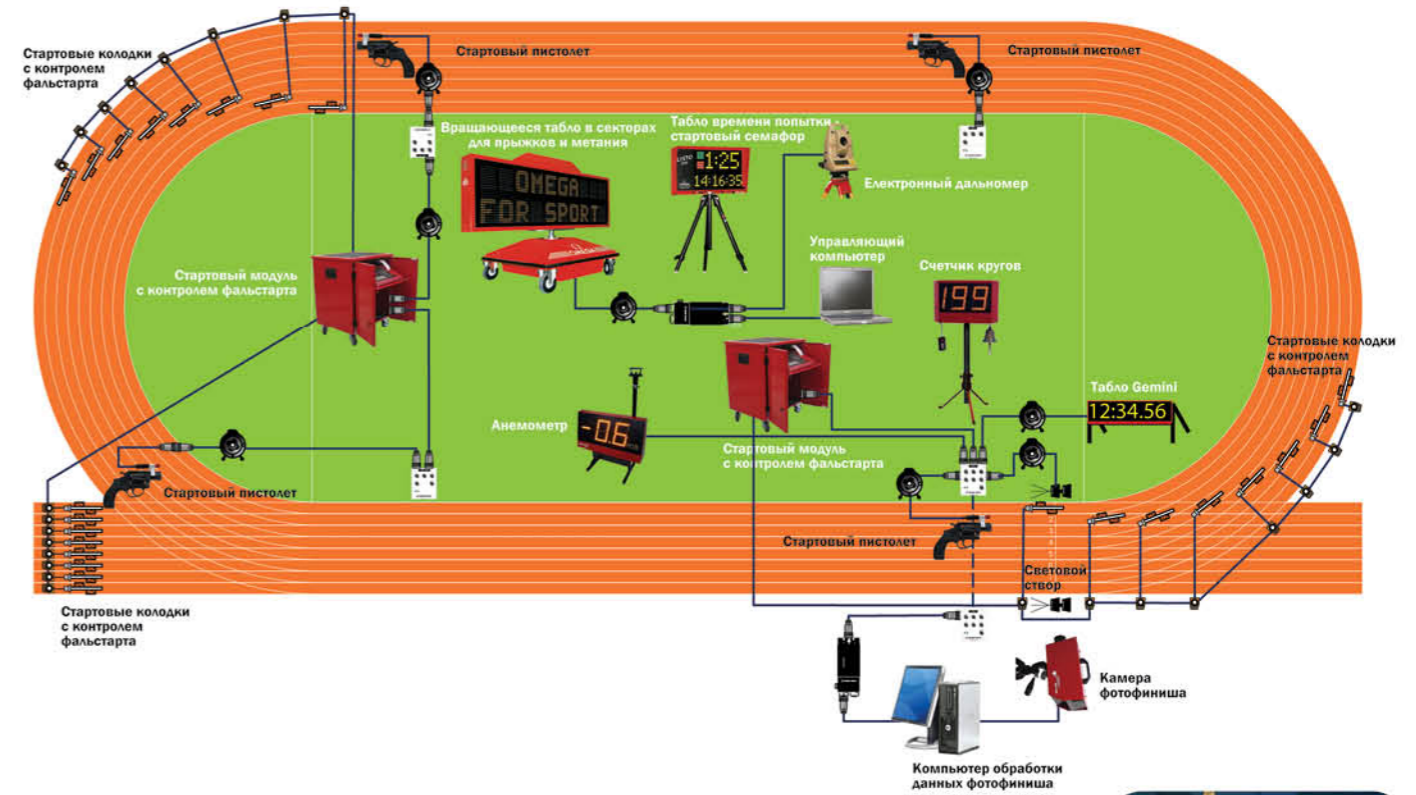 Стартовые колодки
с контролем
фальстарта
Стартовый пистолет
Стартовый пистолет
Вращающееся табло в секторах
для прыжков и метания
OMEGA
FOR SPORT
Табло времени попытки -
стартовый семафор
1:25
14:16:35
Електронный дальномер
Управляющий
компьютер
Счетчик кругов
199
Стартовый модуль
с контролем фальстарта
Стартовые колодки
с контролем
фальстарта
Табло Gemini
12:34.56
Анемометр
-0.6
Стартовый модуль
с контролем фальстарта
Стартовый пистолет
Стартовый пистолет
Световой
створ
Стартовые колодки
с контролем
фальстарта
Камера
фотофиниша
Компьютер обработки
данных фотофиниша